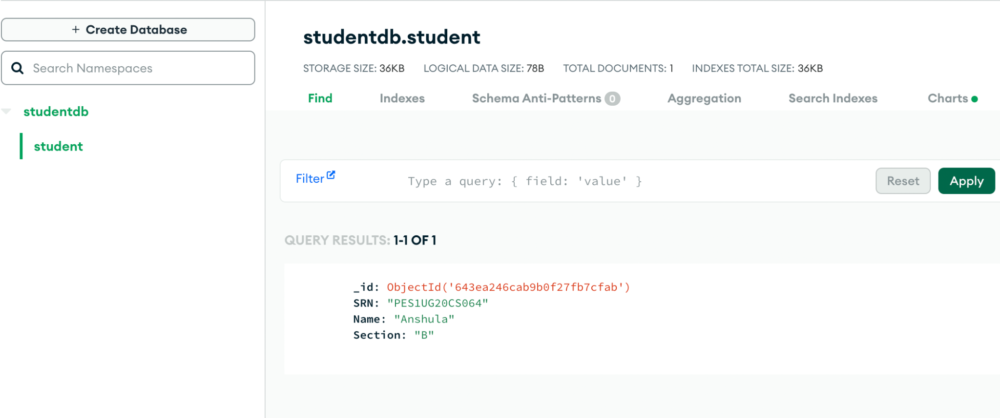 + Create Database
Search Namespaces
studentdb
student
studentdb.student
STORAGE SIZE: 36KB LOGICAL DATA SIZE: 78B TOTAL DOCUMENTS: 1 INDEXES TOTAL SIZE: 36KB
Find Indexes Schema Anti-Patterns 0 Aggregation Search Indexes Charts
Filter Type a query: { field: 'value' } Reset Apply
QUERY RESULTS: 1-1 OF 1
_id: ObjectId('643ea246cab9b0f27fb7cfab')
SRN: "PES1UG20CS064"
Name: "Anshula"
Section: "B"